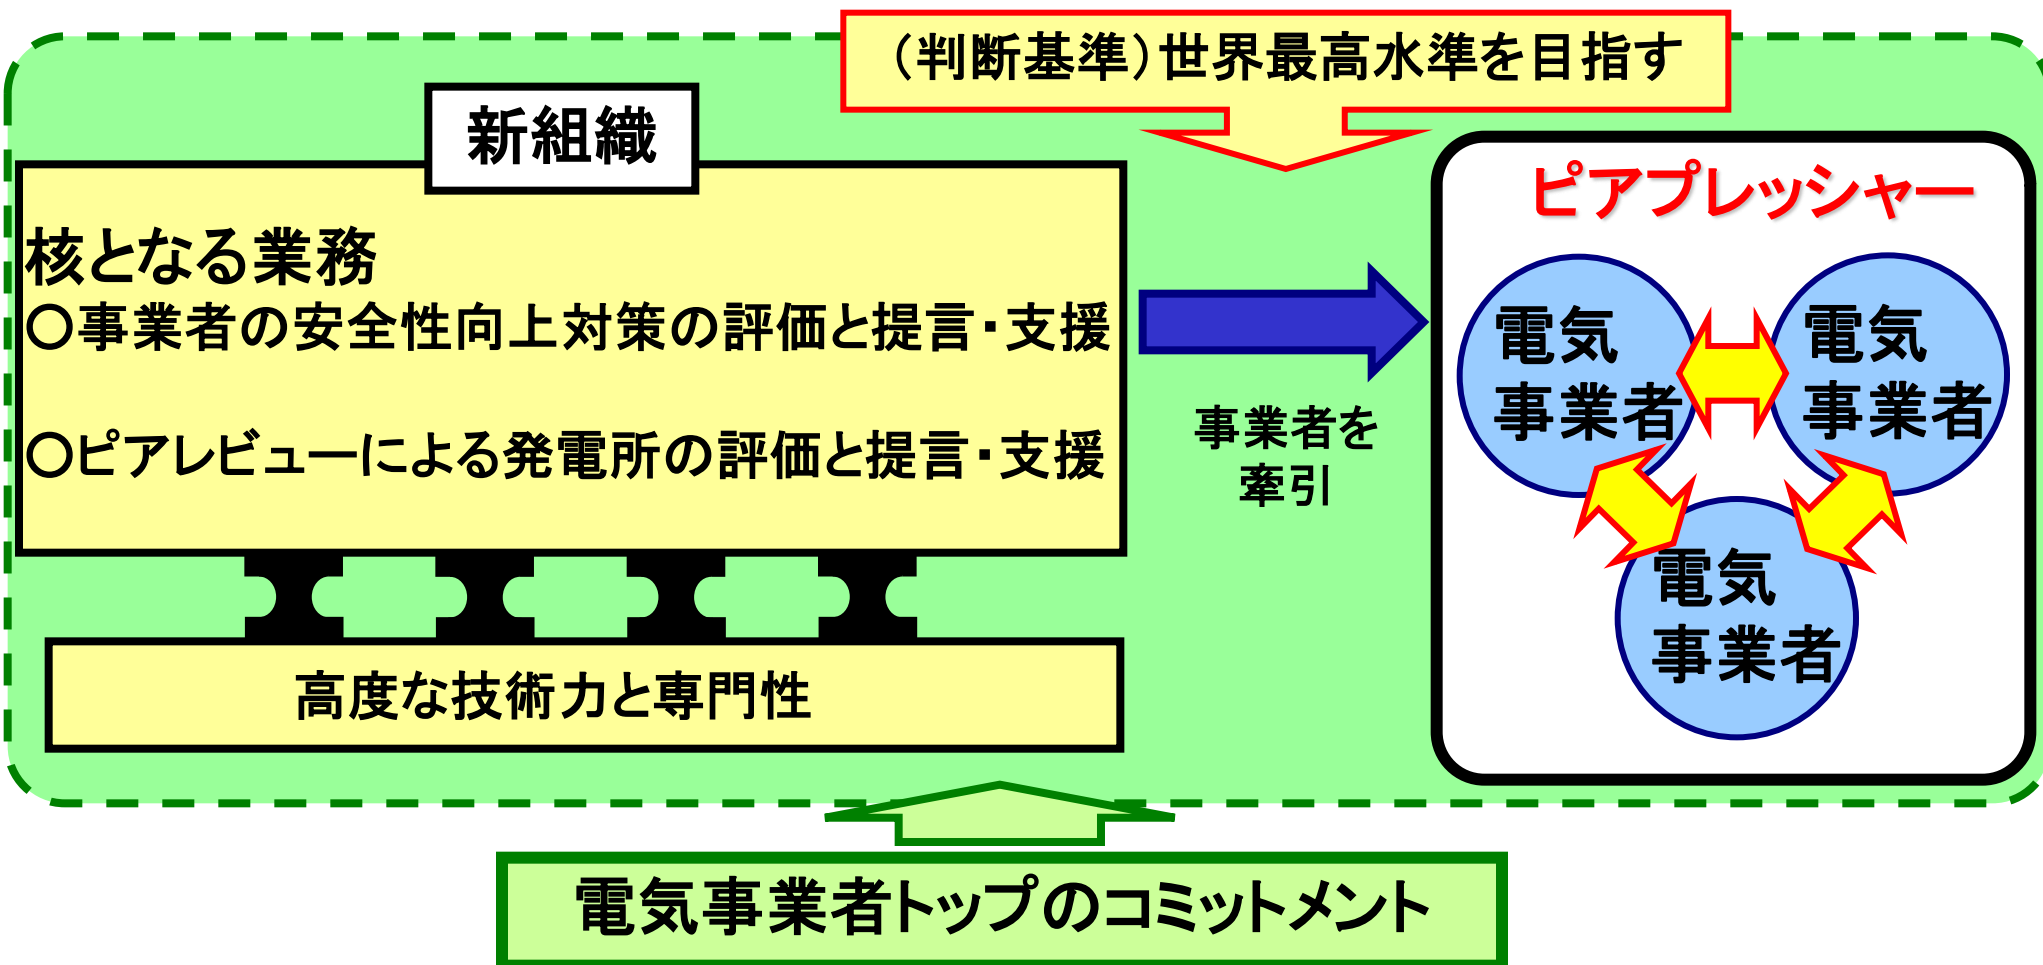 (判断基準)世界最高水準を目指す
新組織
核となる業務
○事業者の安全性向上対策の評価と提言・支援
○ピアレビューによる発電所の評価と提言・支援
高度な技術力と専門性
事業者を
牽引
ピアプレッシャー
電気
事業者
電気
事業者
電気
事業者
電気事業者トップのコミットメント